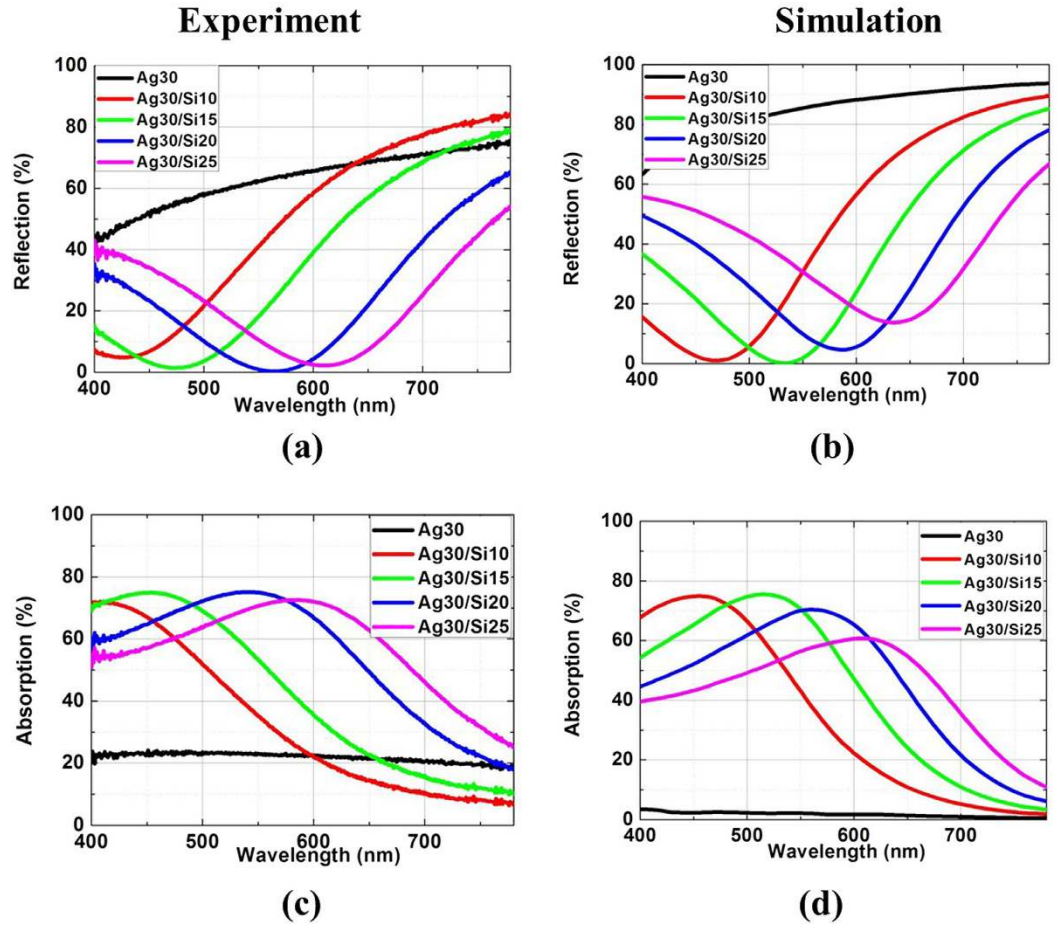 Experiment
Simulation
100
80
60
40
20
0
400
500
600
700
Reflection (%)
Wavelength (nm)
Ag30
Ag30/Si10
Ag30/Si15
Ag30/Si20
Ag30/Si25
(a)
100
80
60
40
20
0
400
500
600
700
Reflection (%)
Wavelength (nm)
Ag30
Ag30/Si10
Ag30/Si15
Ag30/Si20
Ag30/Si25
(b)
100
80
60
40
20
0
400
500
600
700
Absorption (%)
Wavelength (nm)
Ag30
Ag30/Si10
Ag30/Si15
Ag30/Si20
Ag30/Si25
(c)
100
80
60
40
20
0
400
500
600
700
Absorption (%)
Wavelength (nm)
Ag30
Ag30/Si10
Ag30/Si15
Ag30/Si20
Ag30/Si25
(d)